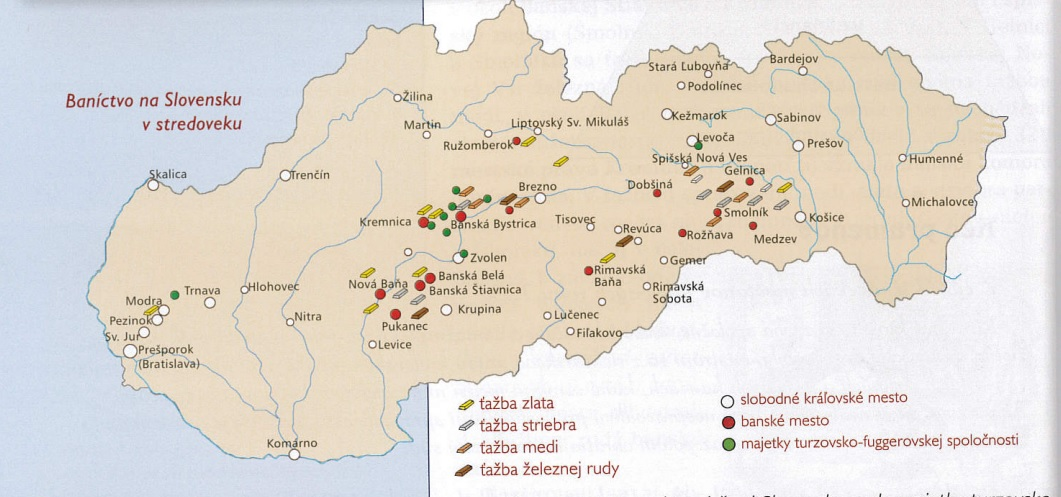 Baníctvo na Slovensku
v stredoveku
Stará Ľubovňa
Bardejov
Podolínec
Žilina
Kežmarok
Sabinov
Martin
Liptovský Sv. Mikuláš
Levoča
Ružomberok
Prešov
Spišská Nová Ves
Humenné
Skalica
Trenčín
Gelnica
Dobšiná
Brezno
Michalovce
Kremnica
Banská Bystrica
Tisovec
Revúca
Smolník
Košice
Rožňava
Medzev
Zvolen
Gemer
Rimavská
Baňa
Banská Belá
Nová Baňa
Banská Štiavnica
Hlohovec
Trnava
Modra
Rimavská
Sobota
Krupina
Pezinok
Nitra
Lučenec
Pukanec
Sv. Jur
Fiľakovo
Levice
Prešporok
(Bratislava)
Komárno
ťažba zlata
ťažba striebra
ťažba medi
ťažba železnej rudy
slobodné kráľovské mesto
banské mesto
majetky turzovsko-fuggerovskej spoločnosti